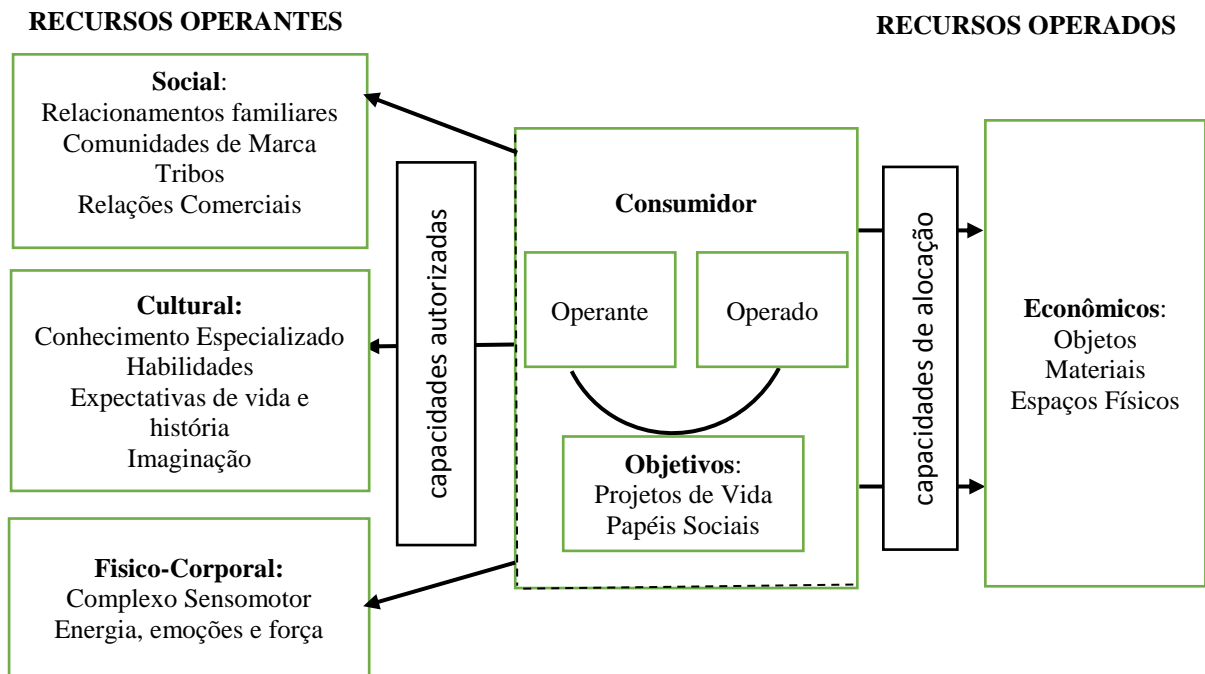 RECURSOS OPERANTES
RECURSOS OPERADOS
Social:
Relacionamentos familiares
Comunidades de Marca
Tribos
Relações Comerciais
Cultural:
Conhecimento Especializado
Habilidades
Expectativas de vida e
história
Imaginação
Fisico-Corporal:
Complexo Sensomotor
Energia, emoções e força
capacidades autorizadas
Consumidor
Operante
Operado
Objetivos:
Projetos de Vida
Papéis Sociais
capacidades de alocação
Econômicos:
Objetos
Materiais
Espaços Físicos